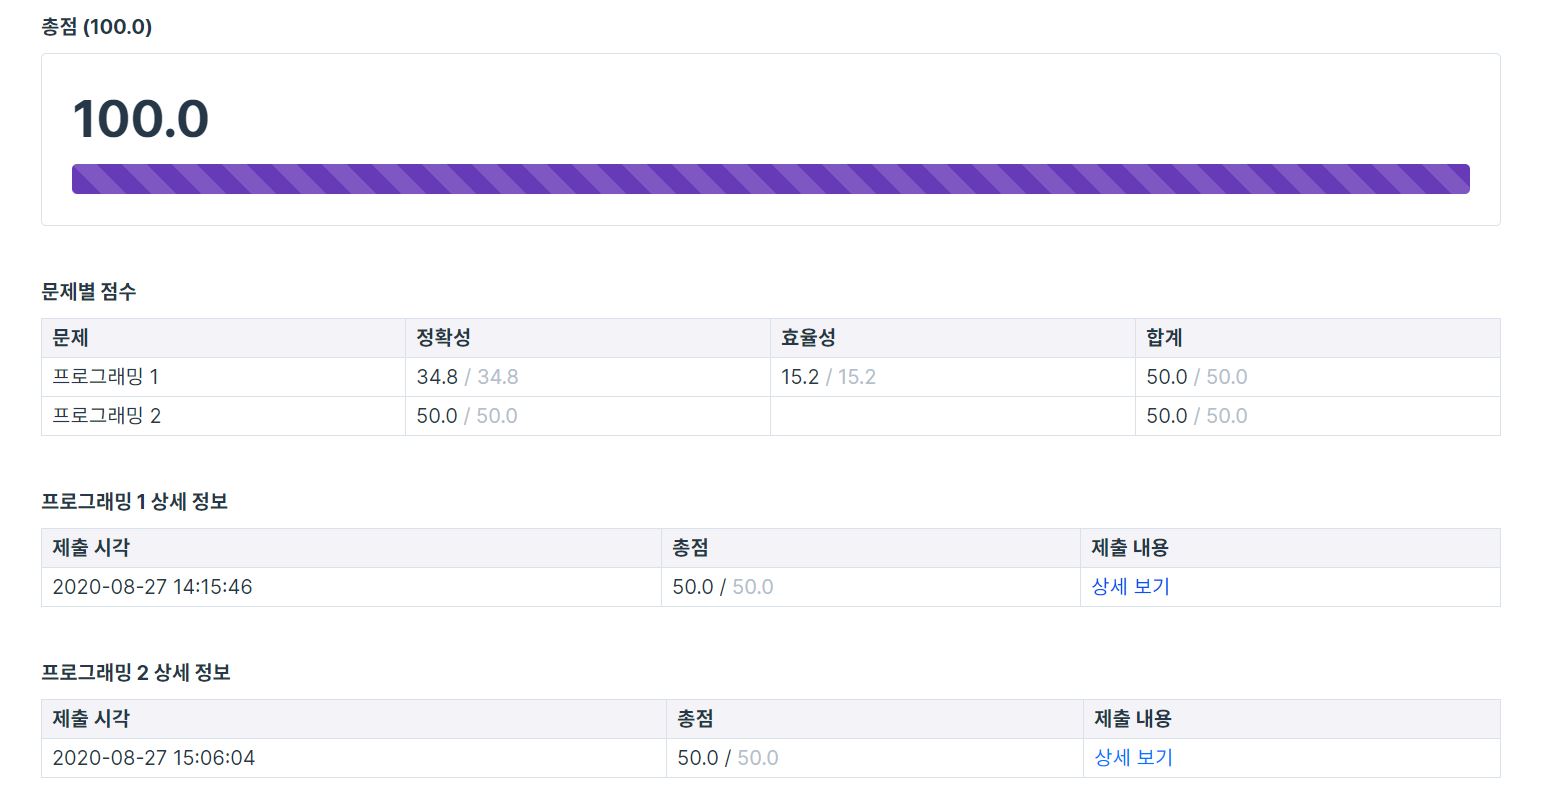 총점 (100.0)
100.0
문제별 점수
문제 정확성 효율성 합계
프로그래밍 1 34.8 / 34.8 15.2 / 15.2 50.0 / 50.0
프로그래밍 2 50.0 / 50.0 50.0 / 50.0
프로그래밍 1 상세 정보
제출 시각 총점 제출 내용
2020-08-27 14:15:46 50.0 / 50.0 상세 보기
프로그래밍 2 상세 정보
제출 시각 총점 제출 내용
2020-08-27 15:06:04 50.0 / 50.0 상세 보기